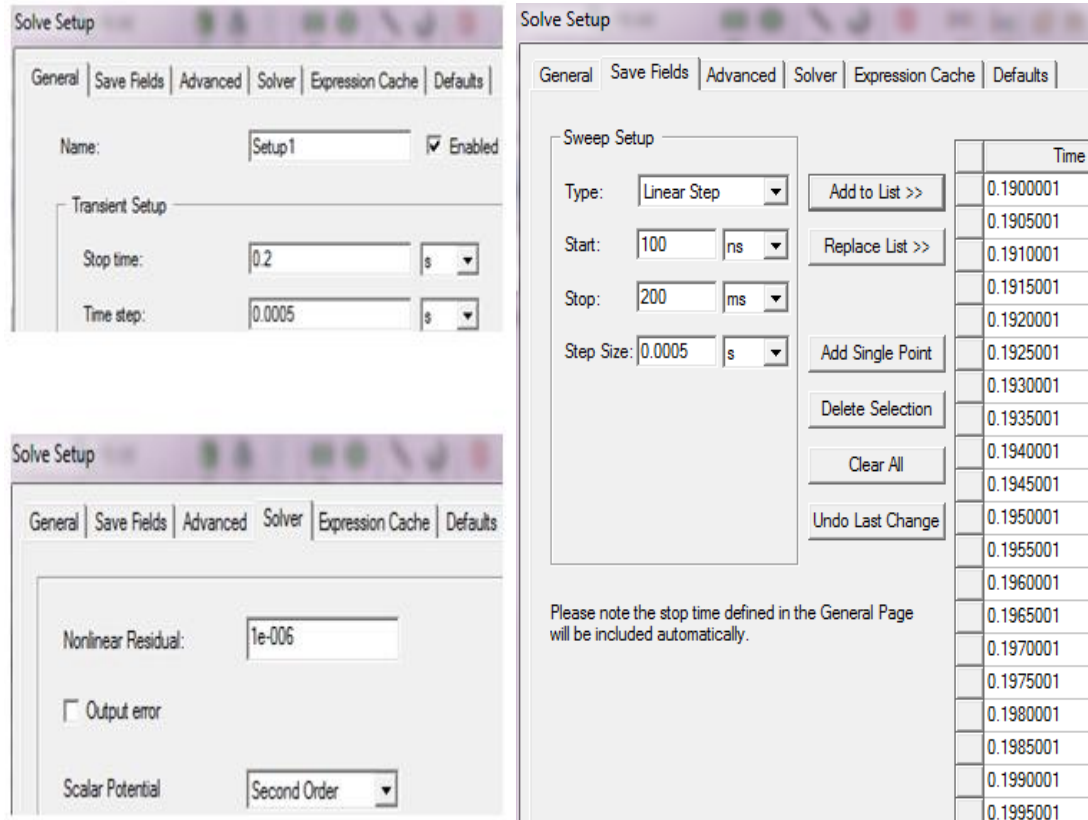 Solve Setup
General Save Fields Advanced Solver Expression Cache Defaults
Name: Setup1 Enabled
Transient Setup
Stop time: 0.2 s
Time step: 0.0005 s
Solve Setup
General Save Fields Advanced Solver Expression Cache Defaults
Nonlinear Residual: 1e-006
Output error
Scalar Potential Second Order
Solve Setup
General Save Fields Advanced Solver Expression Cache Defaults
Sweep Setup
Type: Linear Step
Start: 100 ns
Stop: 200 ms
Step Size: 0.0005 s
Add to List >>
Replace List >>
Add Single Point
Delete Selection
Clear All
Undo Last Change
Please note the stop time defined in the General Page
will be included automatically.
Time
0.1900001
0.1905001
0.1910001
0.1915001
0.1920001
0.1925001
0.1930001
0.1935001
0.1940001
0.1945001
0.1950001
0.1955001
0.1960001
0.1965001
0.1970001
0.1975001
0.1980001
0.1985001
0.1990001
0.1995001